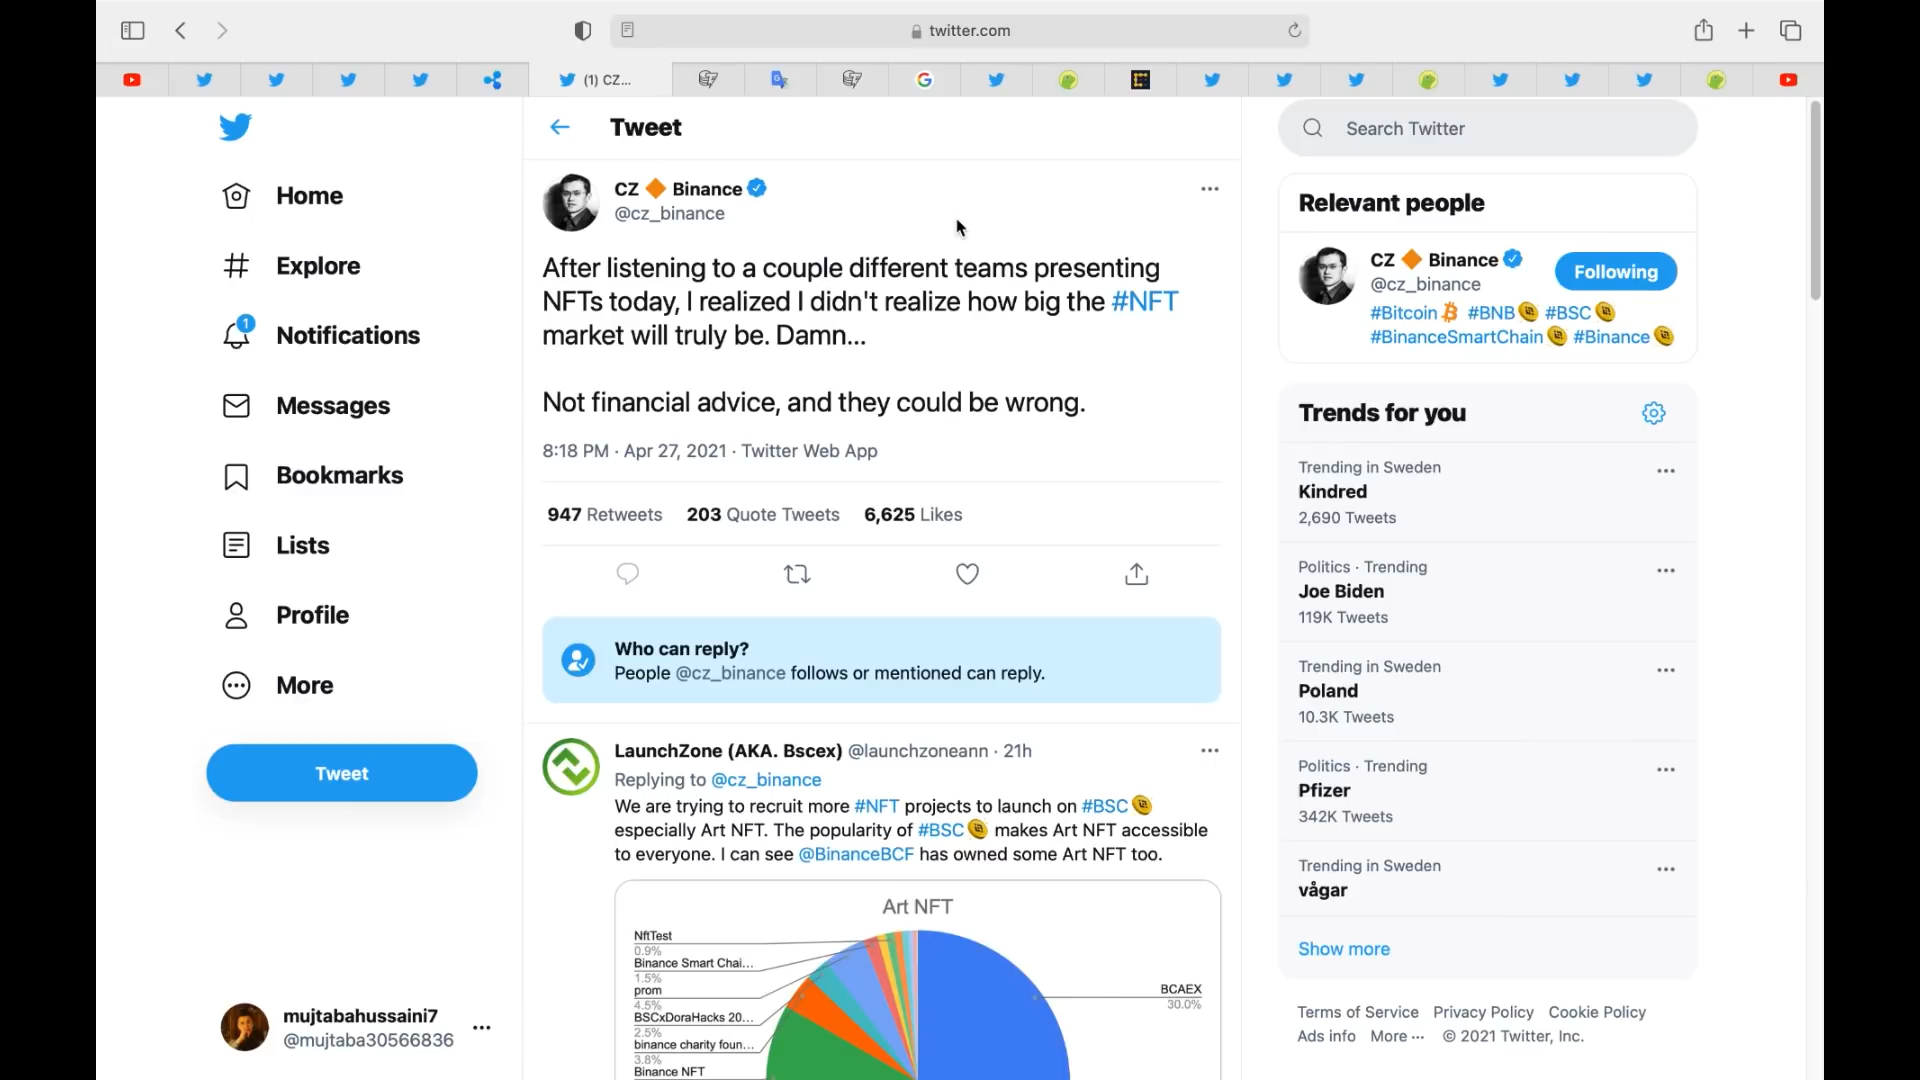 twitter.com
(1) CZ...
Home
Explore
1
Notifications
Messages
Bookmarks
Lists
Profile
More
Tweet
mujtabahussaini7
@mujtaba30566836
Tweet
CZ 🔶 Binance
@cz_binance
After listening to a couple different teams presenting
NFTs today, I realized I didn't realize how big the #NFT
market will truly be. Damn...
Not financial advice, and they could be wrong.
8:18 PM · Apr 27, 2021 · Twitter Web App
947 Retweets 203 Quote Tweets 6,625 Likes
Who can reply?
People @cz_binance follows or mentioned can reply.
LaunchZone (AKA. Bscex) @launchzoneann · 21h
Replying to @cz_binance
We are trying to recruit more #NFT projects to launch on #BSC
especially Art NFT. The popularity of #BSC makes Art NFT accessible
to everyone. I can see @BinanceBCF has owned some Art NFT too.
Art NFT
NftTest
0.9%
Binance Smart Chai...
1.5%
prom
4.5%
BSCxDoraHacks 20...
2.5%
binance charity foun...
3.8%
Binance NFT
BCAEX
30.0%
Search Twitter
Relevant people
CZ 🔶 Binance
@cz_binance
Following
#Bitcoin #BNB #BSC
#BinanceSmartChain #Binance
Trends for you
Trending in Sweden
Kindred
2,690 Tweets
Politics · Trending
Joe Biden
119K Tweets
Trending in Sweden
Poland
10.3K Tweets
Politics · Trending
Pfizer
342K Tweets
Trending in Sweden
vågar
Show more
Terms of Service Privacy Policy Cookie Policy
Ads info More ··· © 2021 Twitter, Inc.